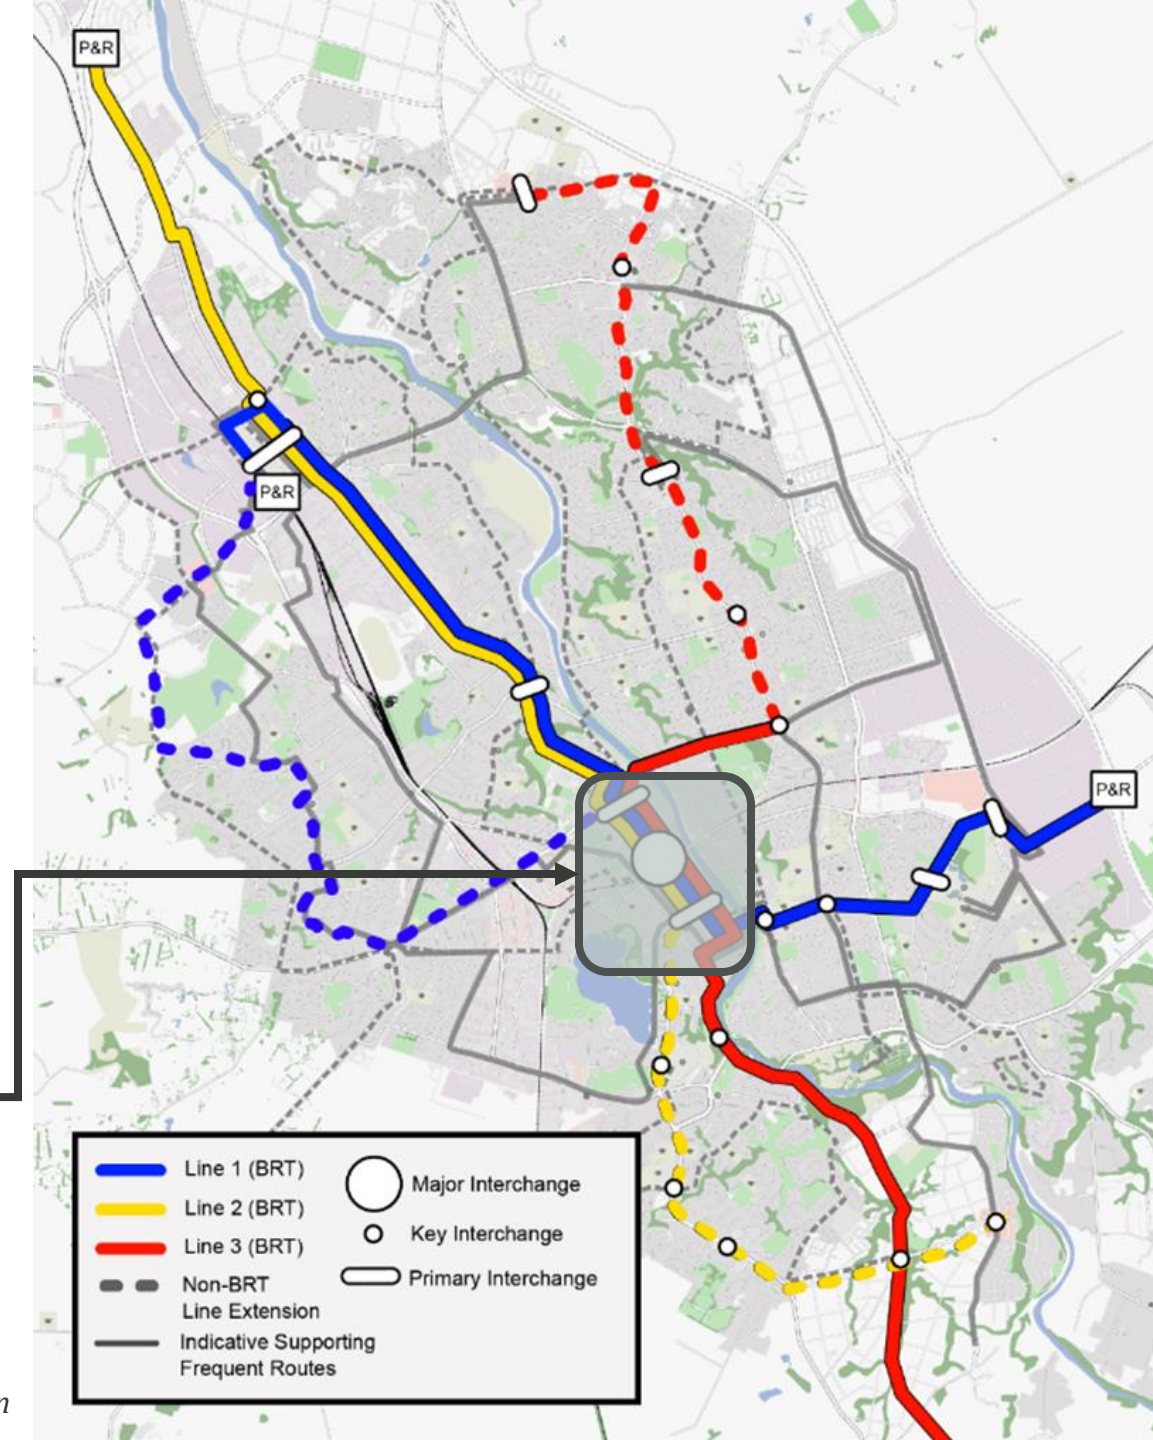 P&R
P&R
P&R
Line 1 (BRT)
Line 2 (BRT)
Line 3 (BRT)
Non-BRT
Line Extension
Indicative Supporting
Frequent Routes
Major Interchange
Key Interchange
Primary Interchange